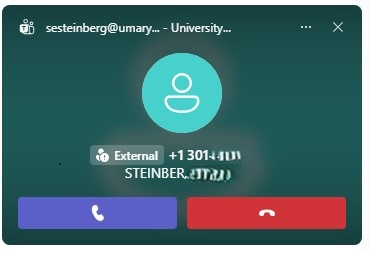 sesteinberg@umary... - University...
External +1 301
STEINBER..